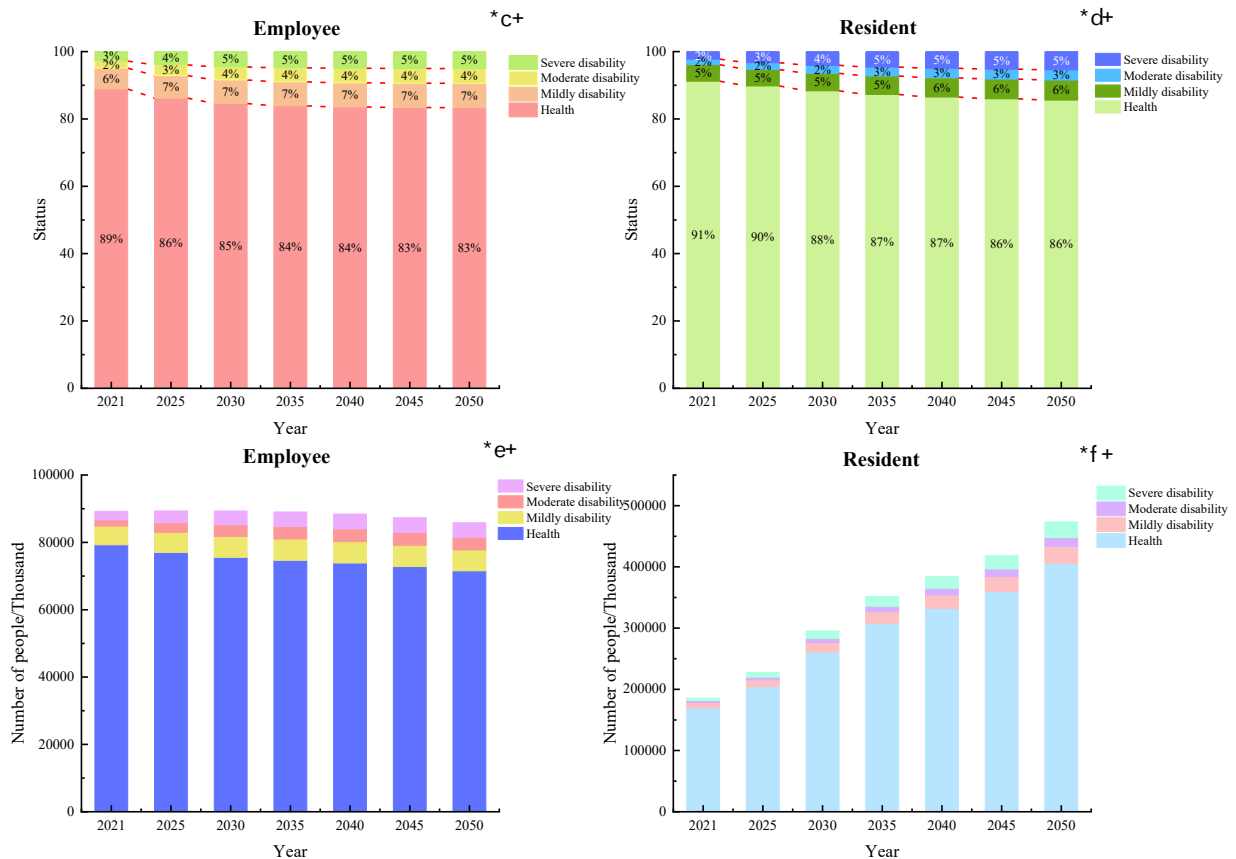 Employee
*c+
100
80
60
40
20
0
Status
3% 4% 5% 5% 5% 5% 5%
2% 3% 4% 4% 4% 4% 4%
6% 7% 7% 7% 7% 7% 7%
89% 86% 85% 84% 84% 83% 83%
Severe disability
Moderate disability
Mildly disability
Health
2021 2025 2030 2035 2040 2045 2050
Year
Resident
*d+
100
80
60
40
20
0
Status
2% 3% 4% 5% 5% 5% 5%
2% 2% 2% 3% 3% 3% 3%
5% 5% 5% 5% 6% 6% 6%
91% 90% 88% 87% 87% 86% 86%
Severe disability
Moderate disability
Mildly disability
Health
2021 2025 2030 2035 2040 2045 2050
Year
Employee
*e+
100000
80000
60000
40000
20000
0
Number of people/Thousand
Severe disability
Moderate disability
Mildly disability
Health
2021 2025 2030 2035 2040 2045 2050
Year
Resident
*f+
500000
400000
300000
200000
100000
0
Number of people/Thousand
Severe disability
Moderate disability
Mildly disability
Health
2021 2025 2030 2035 2040 2045 2050
Year